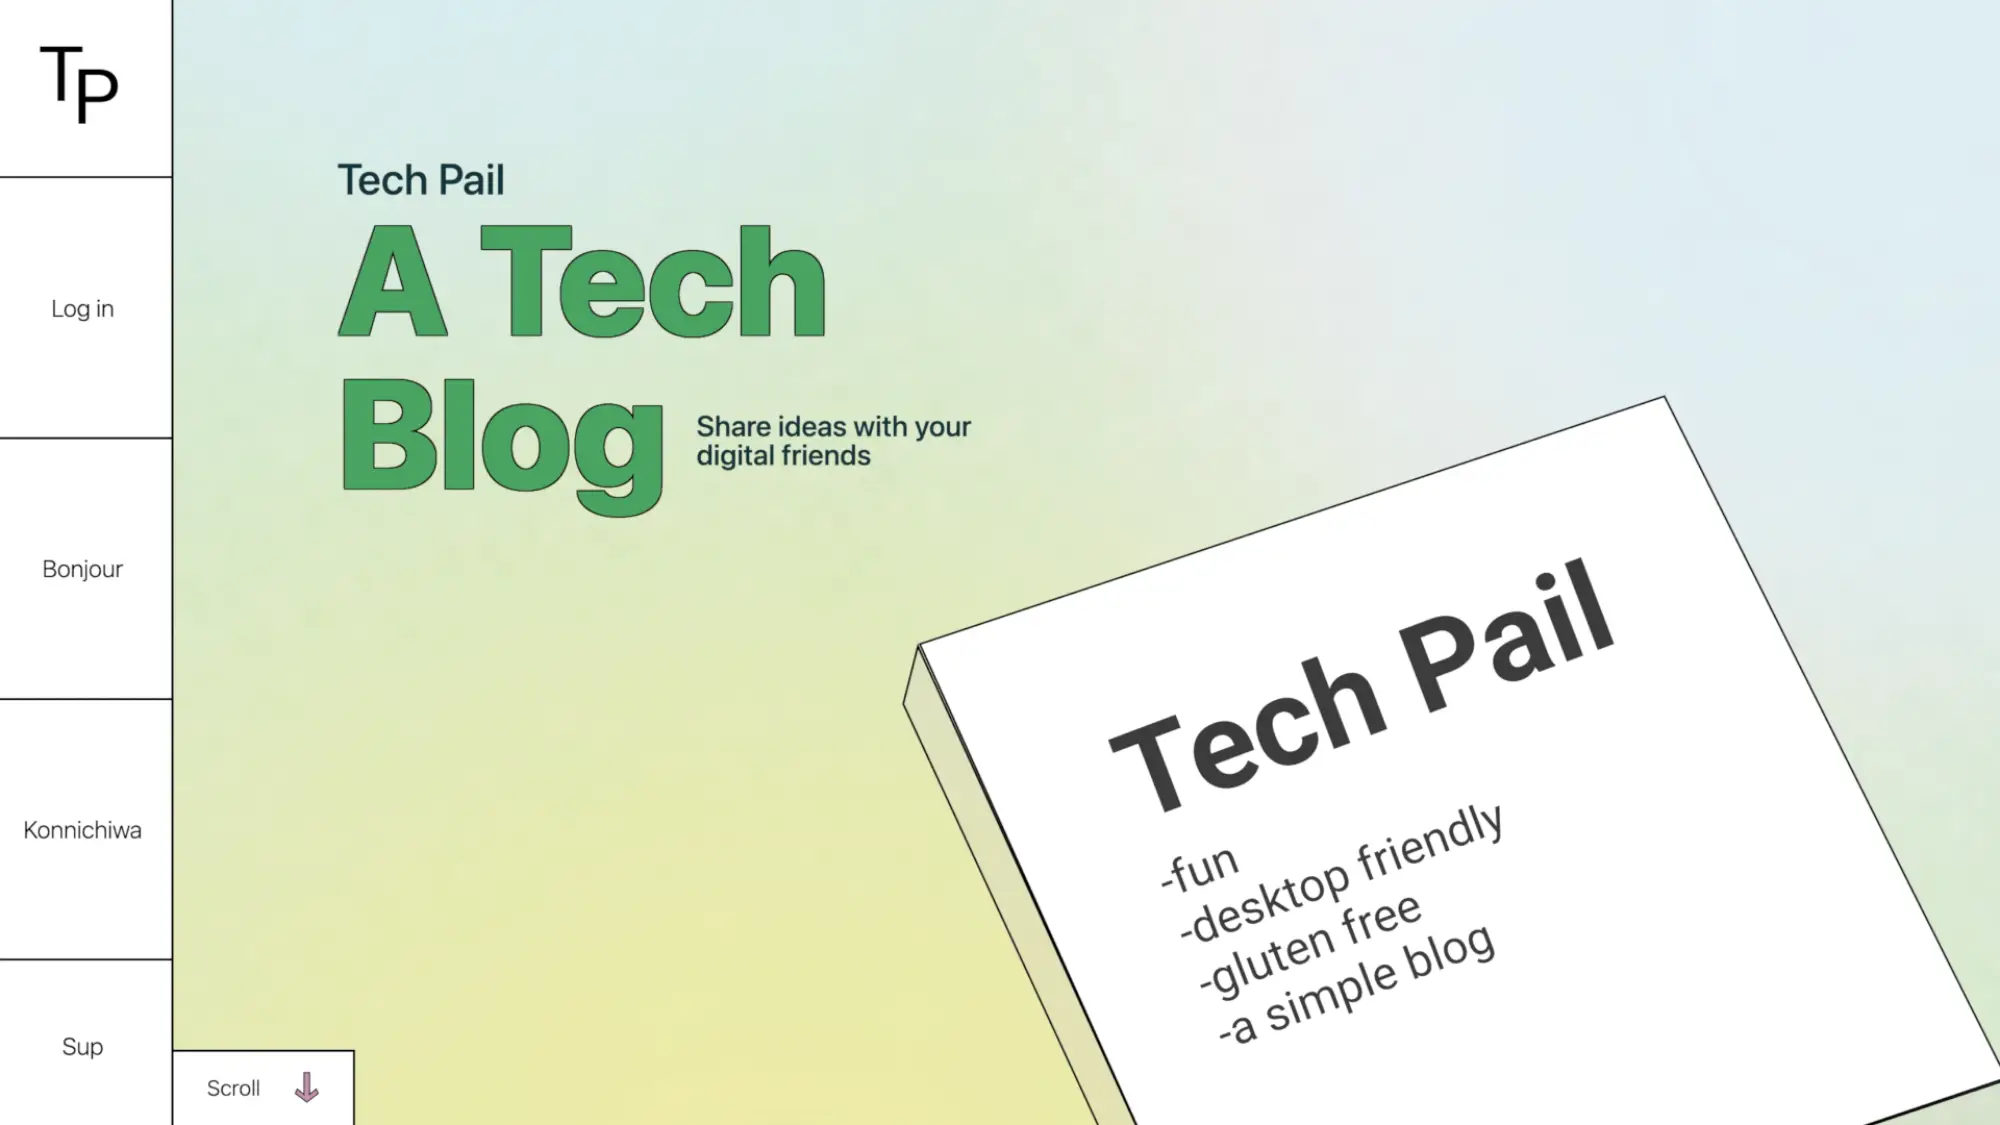 TP
Log in
Bonjour
Konnichiwa
Sup
Scroll
Tech Pail
A Tech
Blog
Share ideas with your
digital friends
Tech Pail
-fun
-desktop friendly
-gluten free
-a simple blog